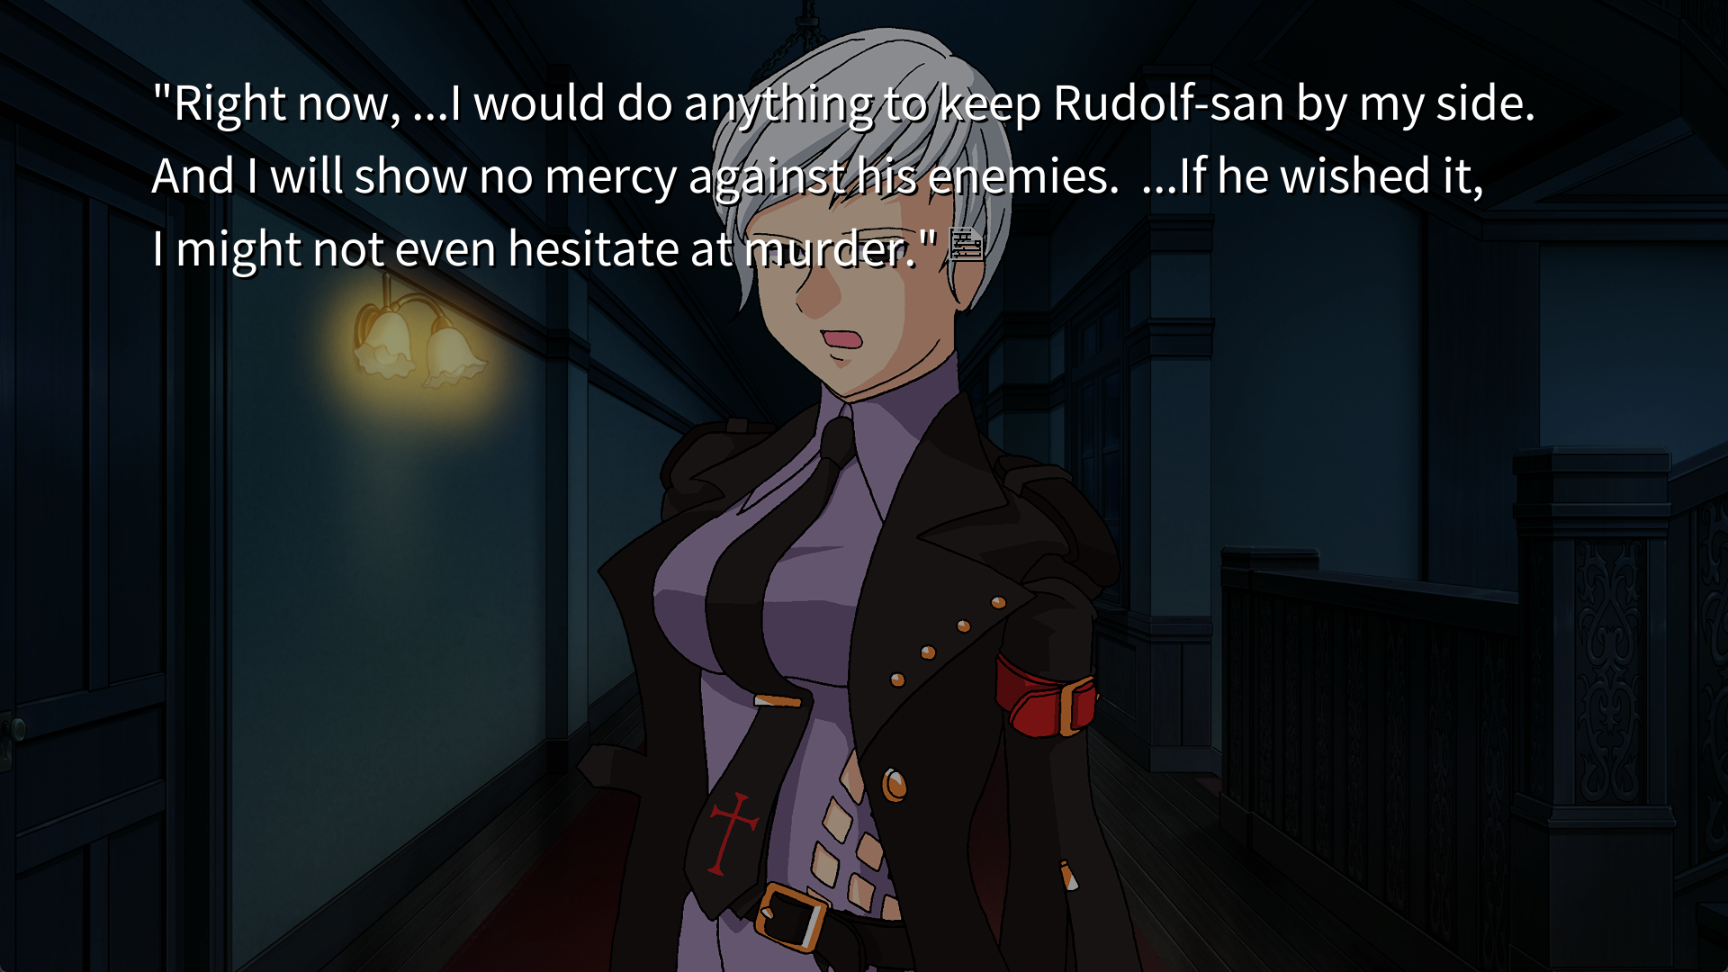 "Right now, ...I would do anything to keep Rudolf-san by my side.
And I will show no mercy against his enemies.  ...If he wished it,
I might not even hesitate at murder."